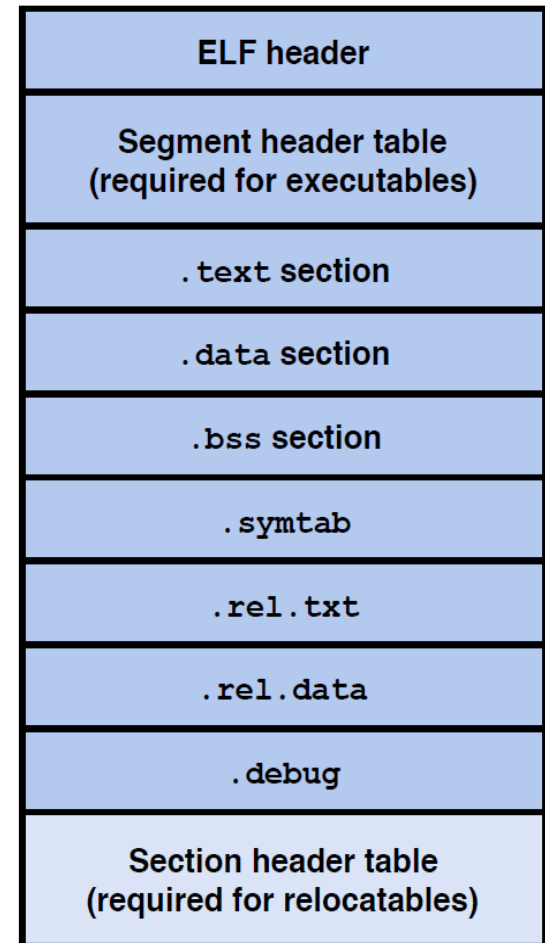 ELF header
Segment header table
(required for executables)
.text section
.data section
.bss section
.symtab
.rel.txt
.rel.data
.debug
Section header table
(required for relocatables)